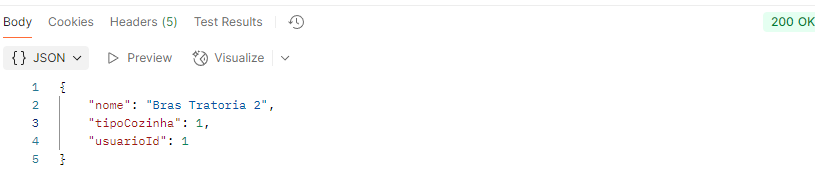 Body Cookies Headers (5) Test Results 200 OK
{} JSON Preview Visualize
1 {
2 "nome": "Bras Tratoria 2",
3 "tipoCozinha": 1,
4 "usuarioId": 1
5 }